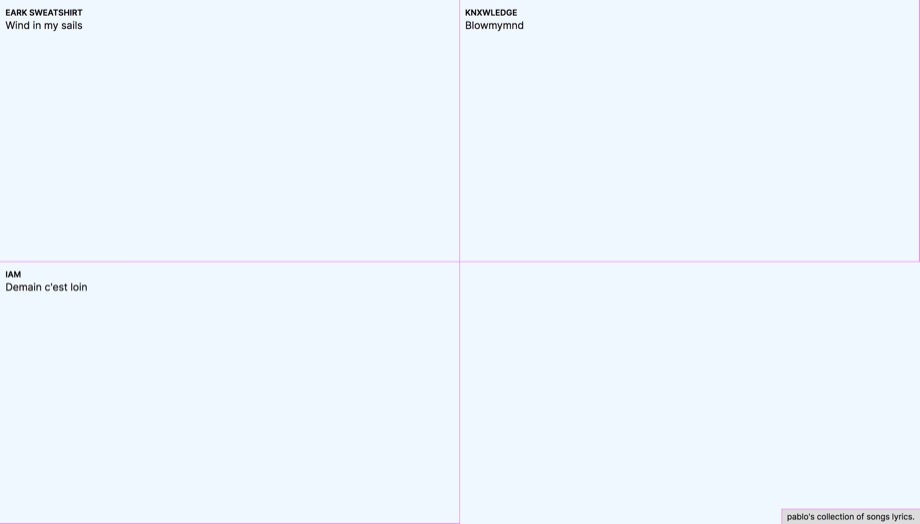 EARK SWEATSHIRT
Wind in my sails
KNXWLEDGE
Blowmymnd
IAM
Demain c'est loin
pablo's collection of songs lyrics.